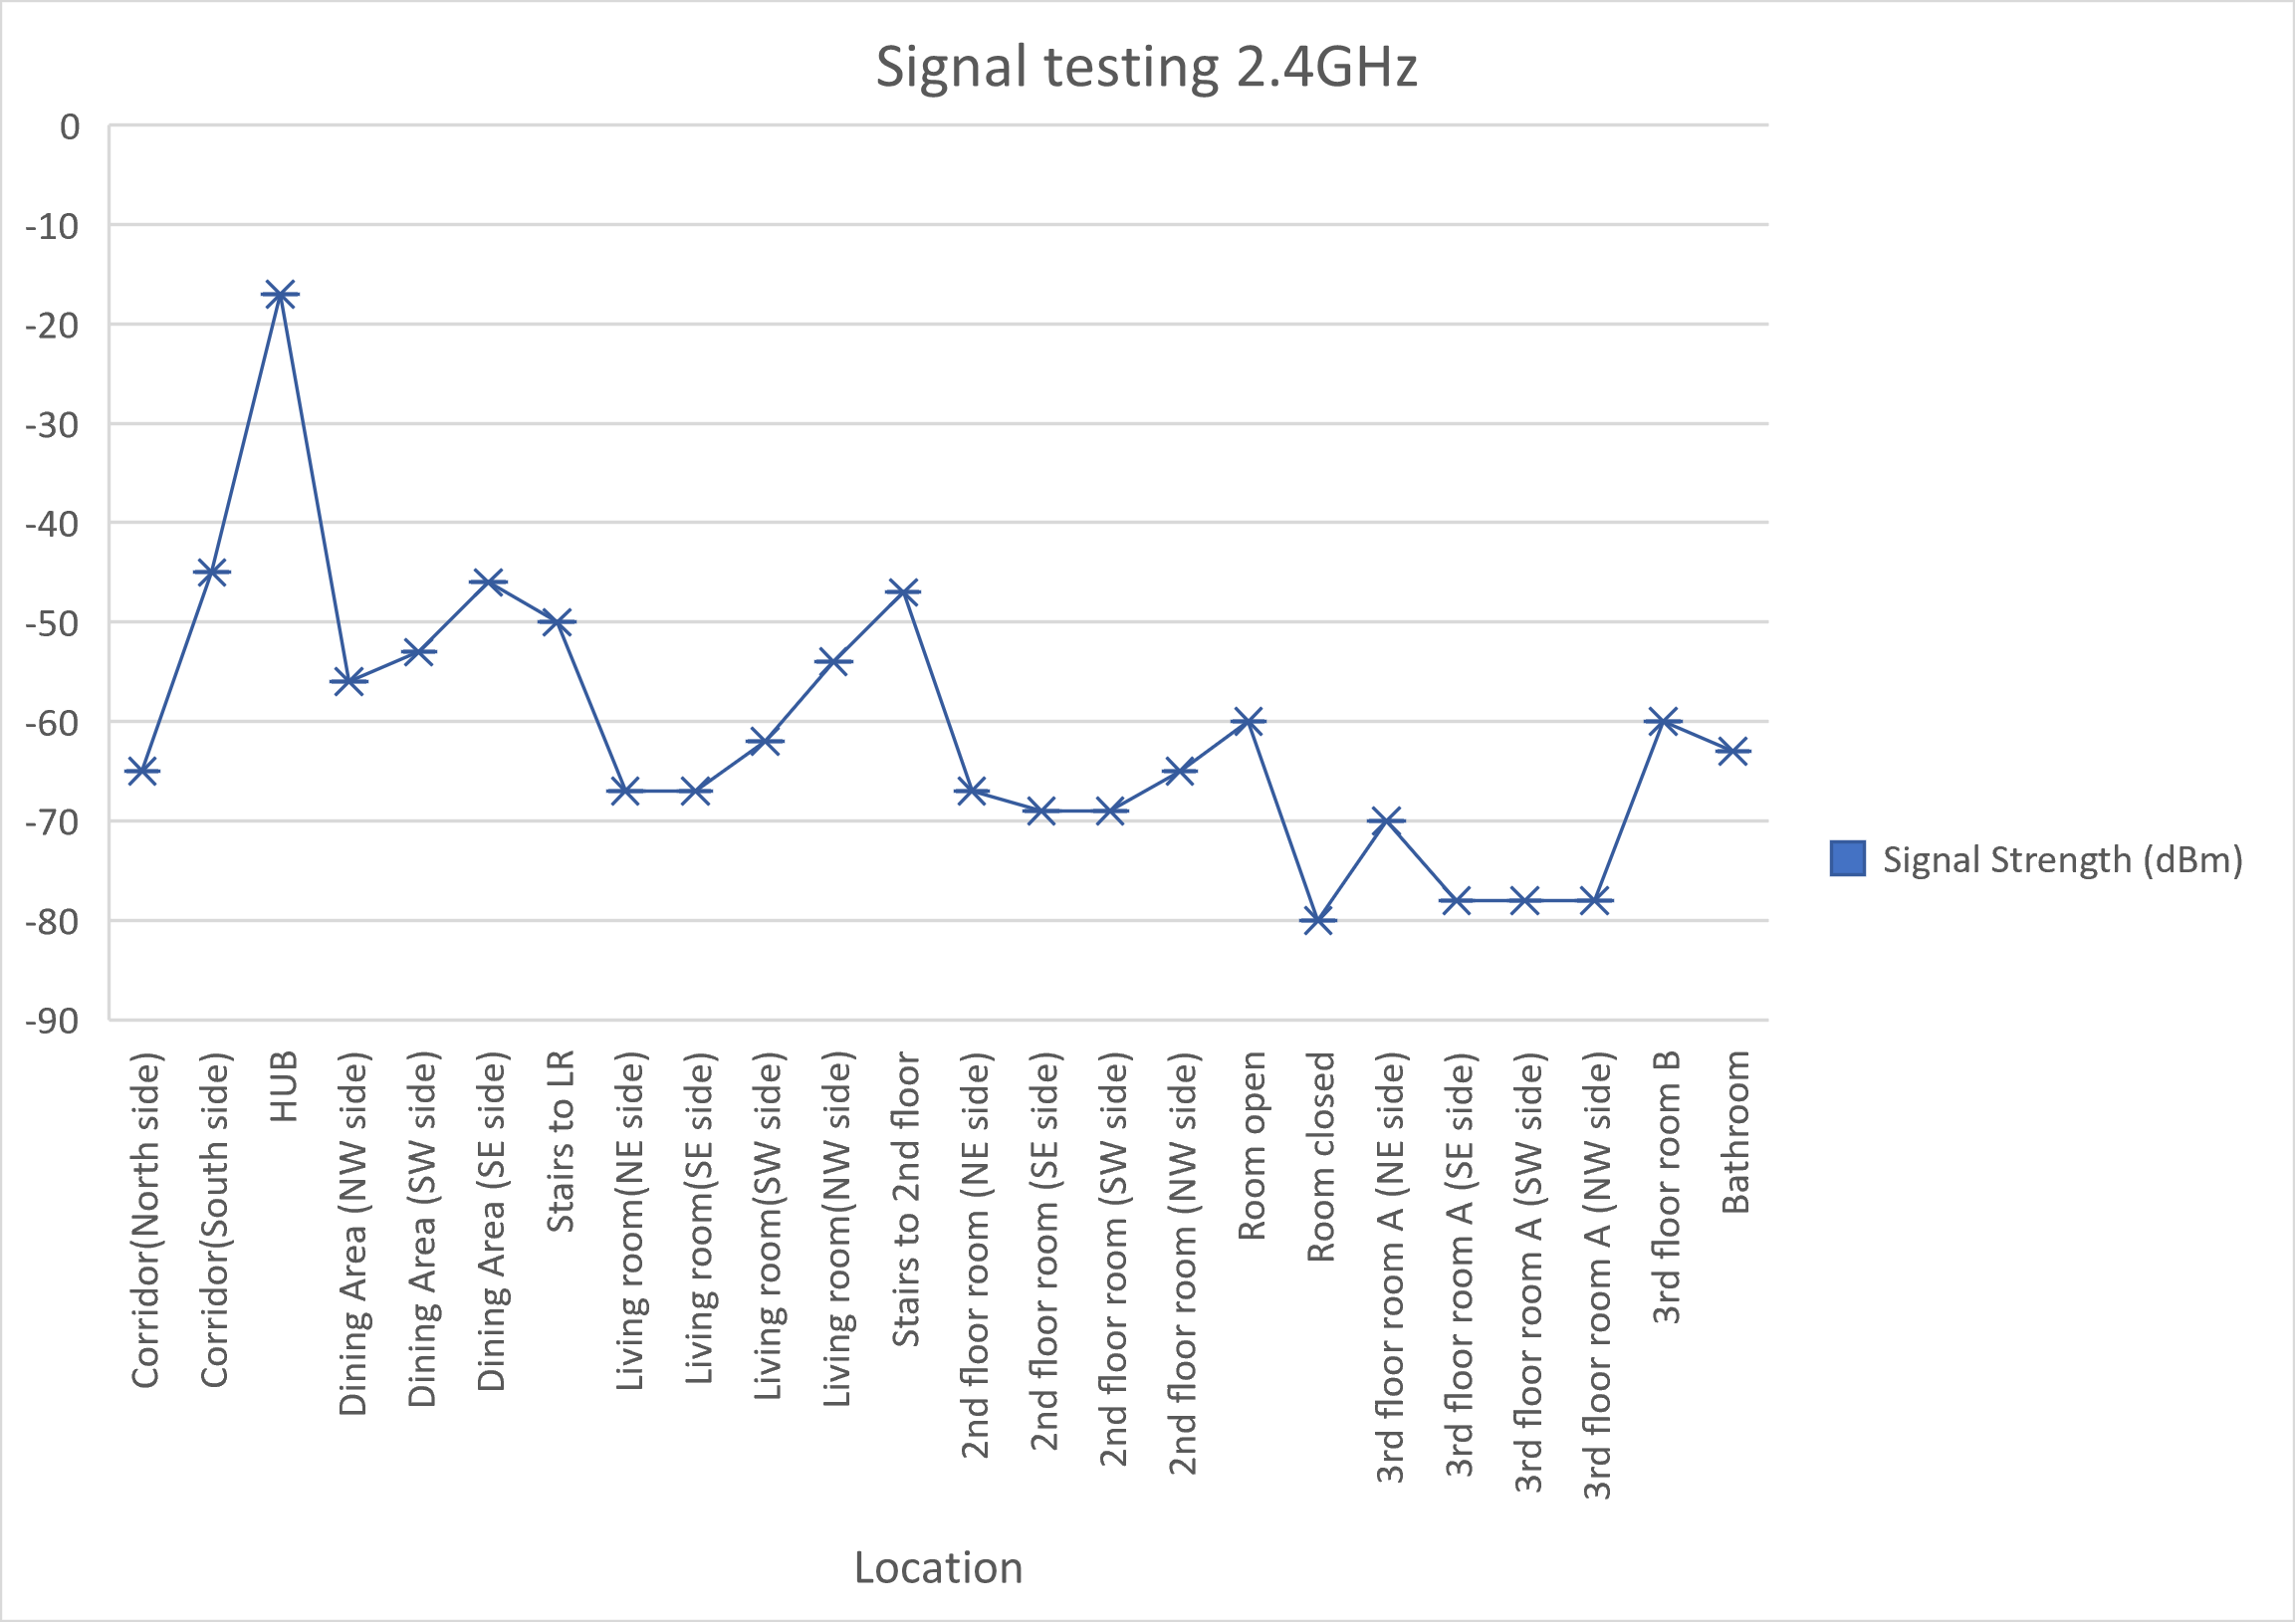 Signal testing 2.4GHz
0
-10
-20
-30
-40
-50
-60
-70
-80
-90
Signal Strength (dBm)
Corridor(North side)
Corridor(South side)
HUB
Dining Area (NW side)
Dining Area (SW side)
Dining Area (SE side)
Stairs to LR
Living room(NE side)
Living room(SE side)
Living room(SW side)
Living room(NW side)
Stairs to 2nd floor
2nd floor room (NE side)
2nd floor room (SE side)
2nd floor room (SW side)
2nd floor room (NW side)
Room open
Room closed
3rd floor room A (NE side)
3rd floor room A (SE side)
3rd floor room A (SW side)
3rd floor room A (NW side)
3rd floor room B
Bathroom
Location